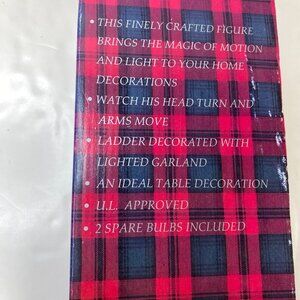 • THIS FINELY CRAFTED FIGURE
BRINGS THE MAGIC OF MOTION
AND LIGHT TO YOUR HOME
DECORATIONS
• WATCH HIS HEAD TURN AND
ARMS MOVE
• LADDER DECORATED WITH
LIGHTED GARLAND
• AN IDEAL TABLE DECORATION
• U.L. APPROVED
• 2 SPARE BULBS INCLUDED